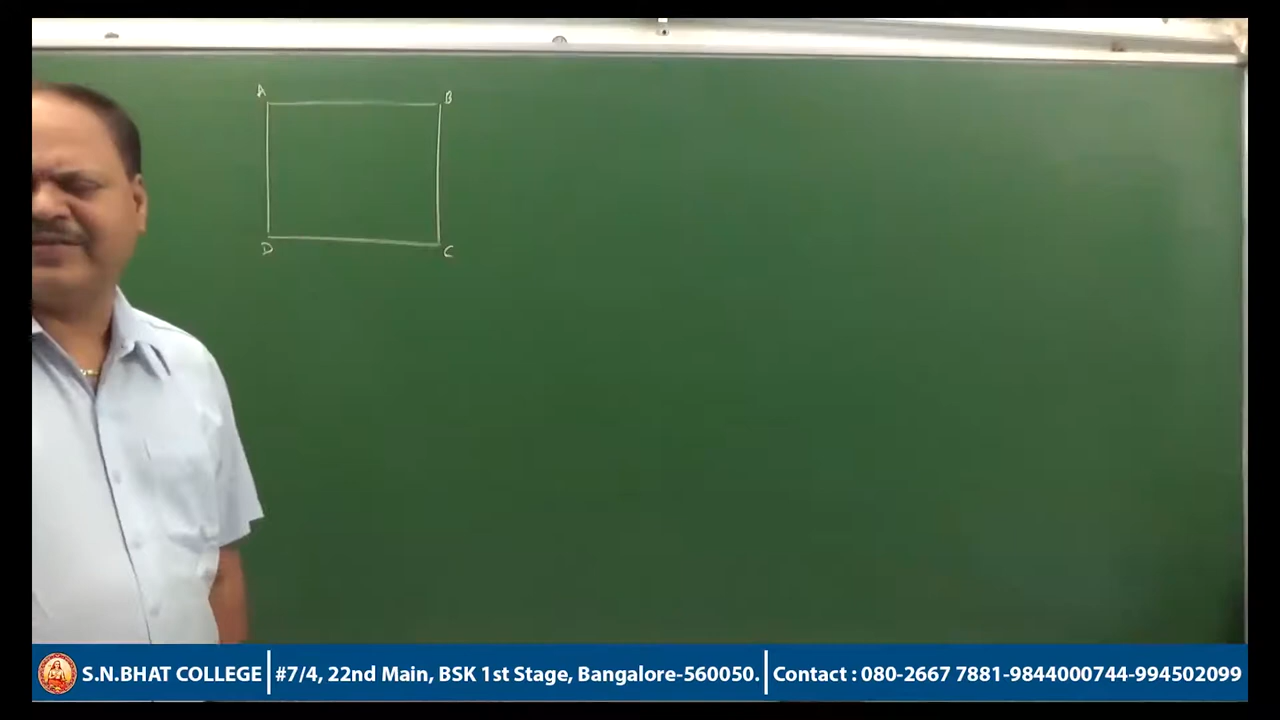 A B
D C
S.N.BHAT COLLEGE #7/4, 22nd Main, BSK 1st Stage, Bangalore-560050. Contact : 080-2667 7881-9844000744-994502099